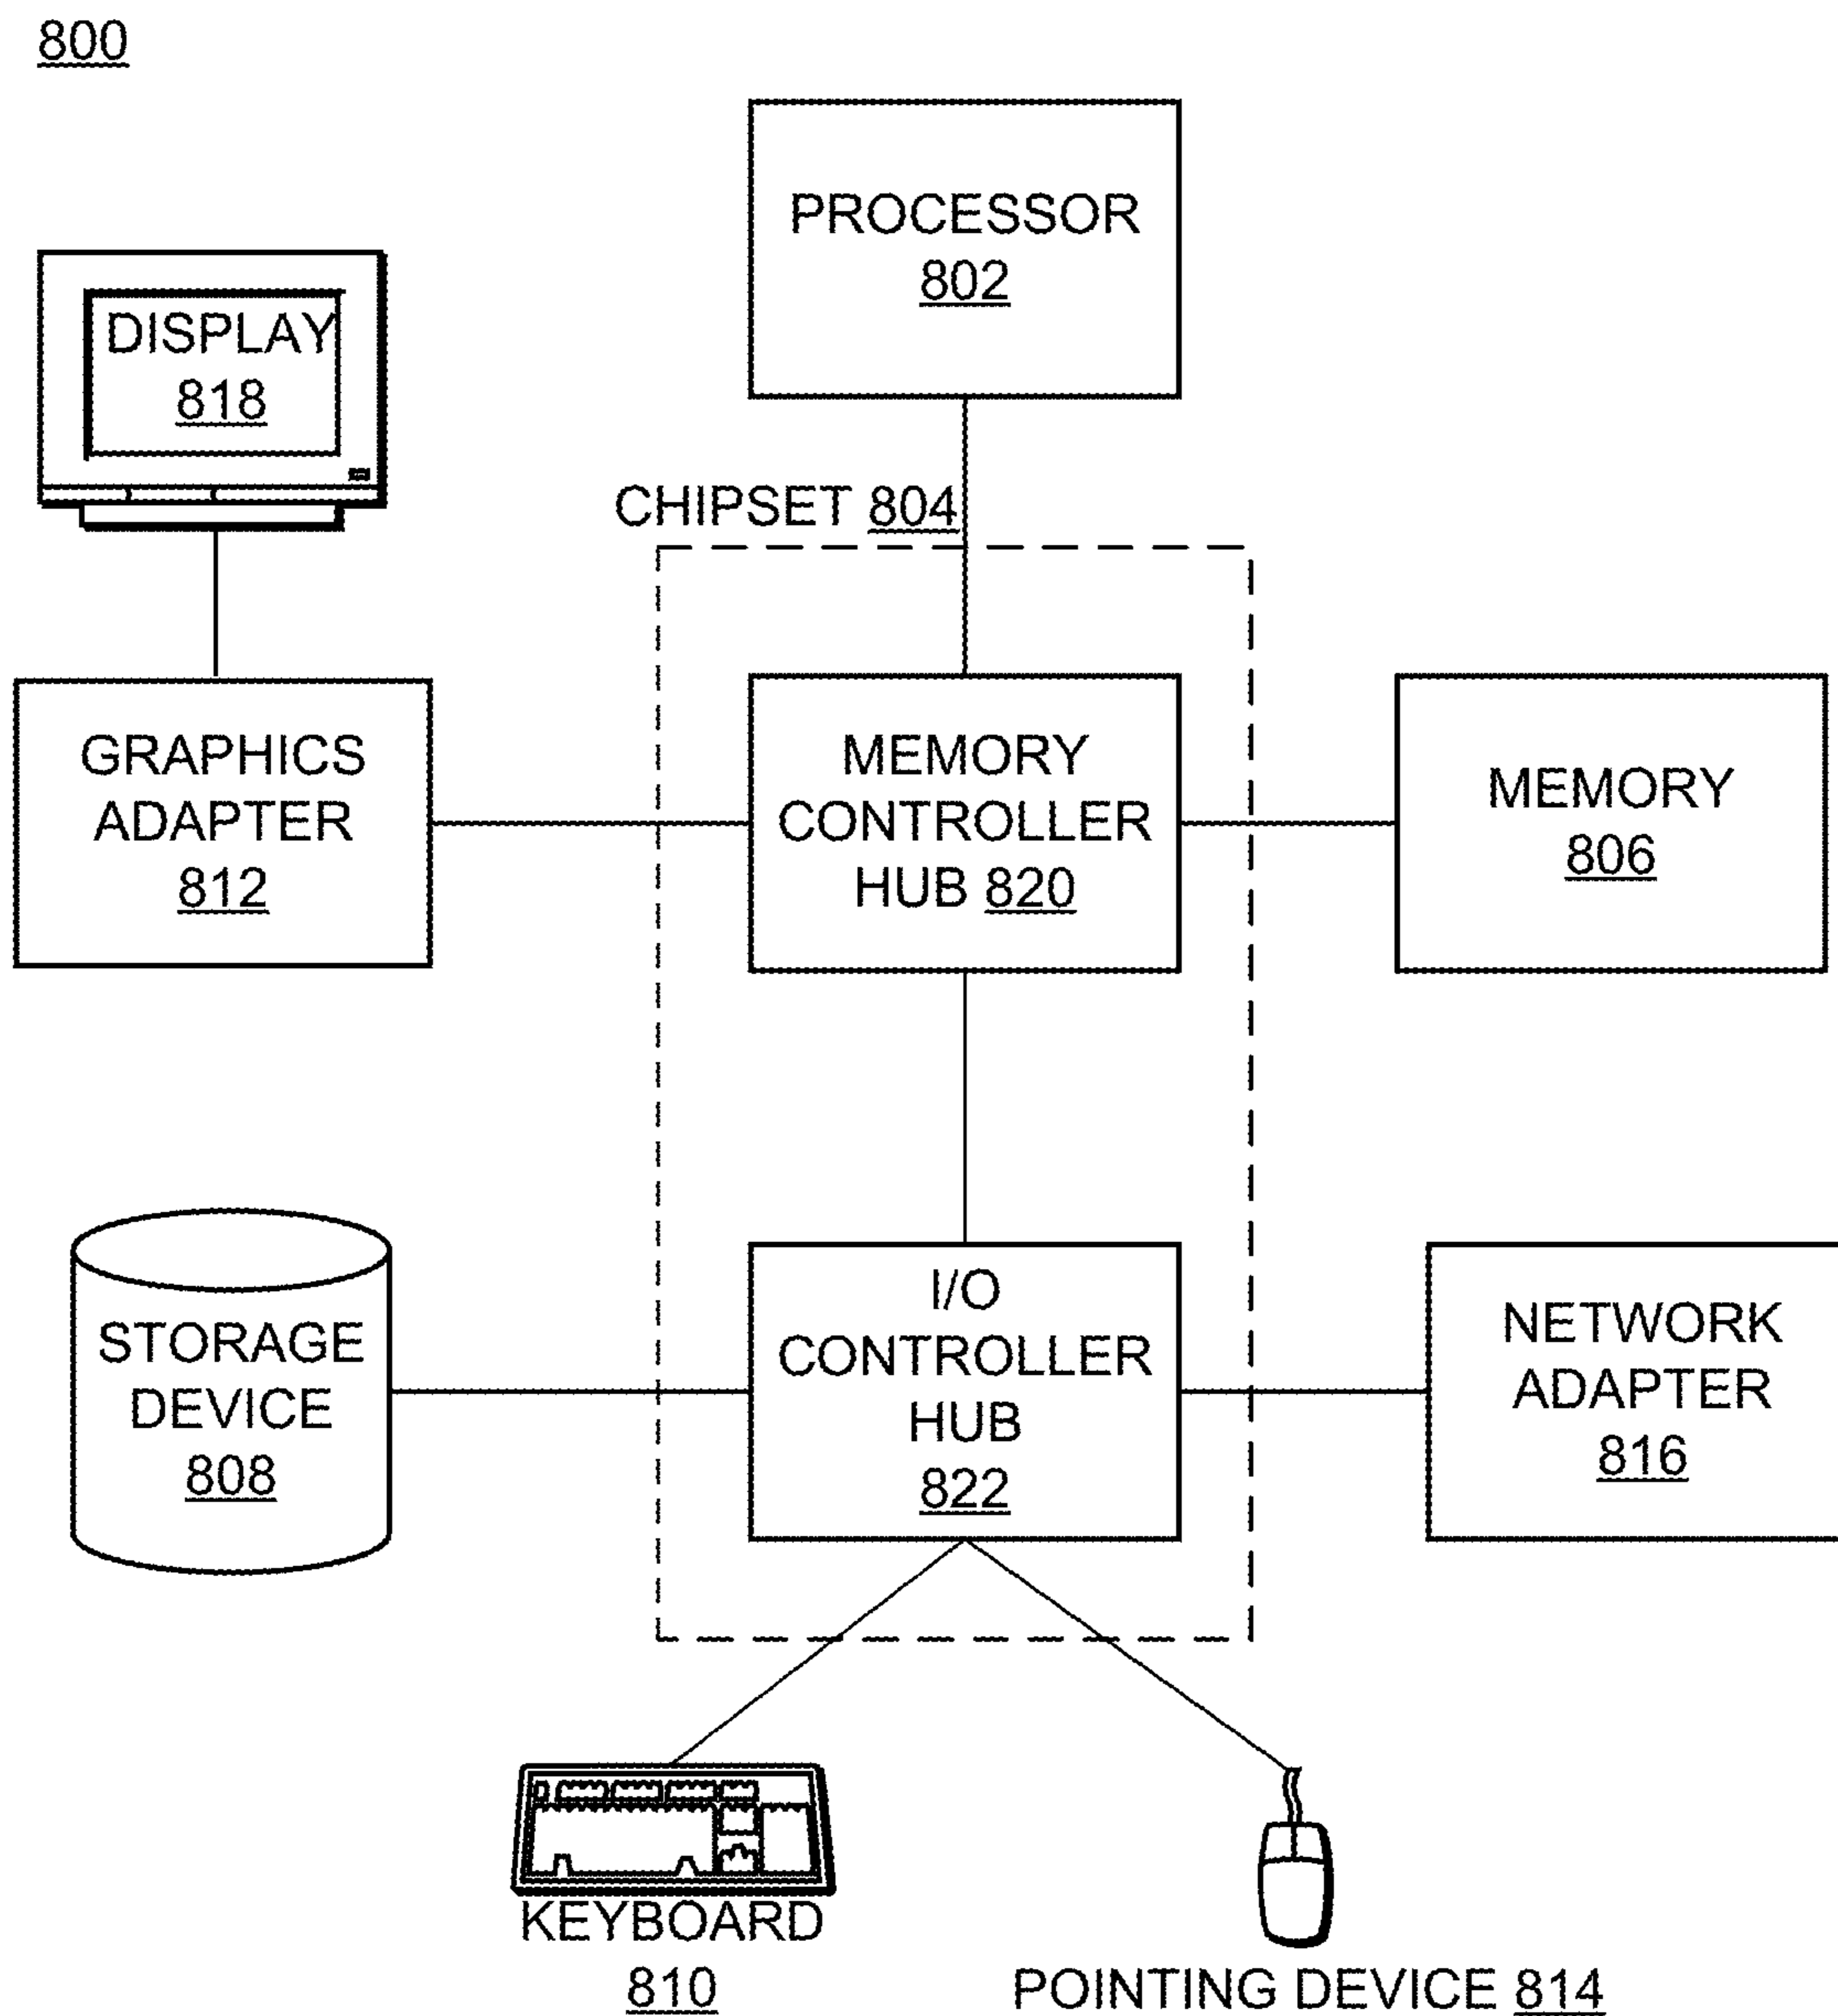 800
PROCESSOR
802
DISPLAY
818
CHIPSET 804
GRAPHICS
ADAPTER
812
MEMORY
CONTROLLER
HUB 820
MEMORY
806
STORAGE
DEVICE
808
I/O
CONTROLLER
HUB
822
NETWORK
ADAPTER
816
KEYBOARD
810
POINTING DEVICE 814